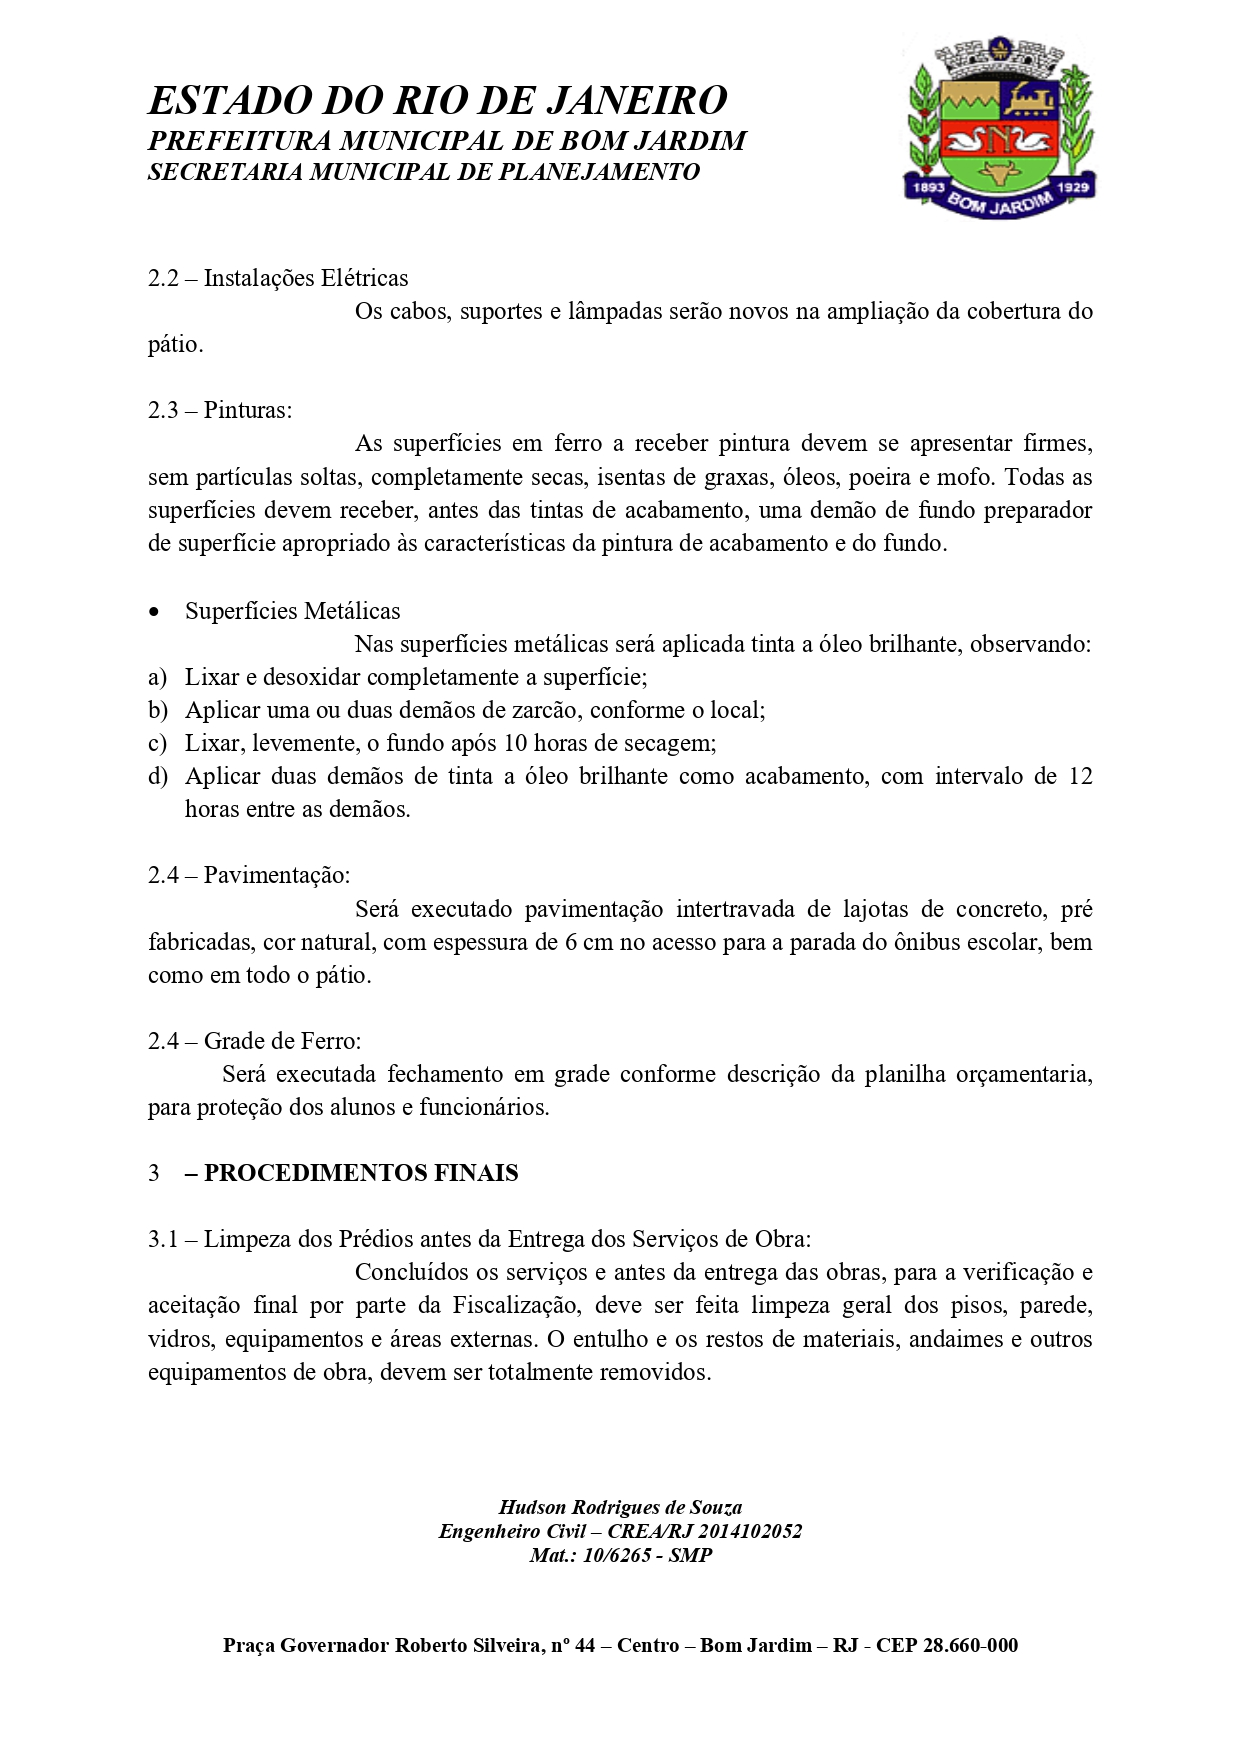 ESTADO DO RIO DE JANEIRO
PREFEITURA MUNICIPAL DE BOM JARDIM
SECRETARIA MUNICIPAL DE PLANEJAMENTO
N
1893 BOM JARDIM 1929
2.2 – Instalações Elétricas
Os cabos, suportes e lâmpadas serão novos na ampliação da cobertura do
pátio.
2.3 – Pinturas:
As superfícies em ferro a receber pintura devem se apresentar firmes,
sem partículas soltas, completamente secas, isentas de graxas, óleos, poeira e mofo. Todas as
superfícies devem receber, antes das tintas de acabamento, uma demão de fundo preparador
de superfície apropriado às características da pintura de acabamento e do fundo.
• Superfícies Metálicas
Nas superfícies metálicas será aplicada tinta a óleo brilhante, observando:
a) Lixar e desoxidar completamente a superfície;
b) Aplicar uma ou duas demãos de zarcão, conforme o local;
c) Lixar, levemente, o fundo após 10 horas de secagem;
d) Aplicar duas demãos de tinta a óleo brilhante como acabamento, com intervalo de 12
horas entre as demãos.
2.4 – Pavimentação:
Será executado pavimentação intertravada de lajotas de concreto, pré
fabricadas, cor natural, com espessura de 6 cm no acesso para a parada do ônibus escolar, bem
como em todo o pátio.
2.4 – Grade de Ferro:
Será executada fechamento em grade conforme descrição da planilha orçamentaria,
para proteção dos alunos e funcionários.
3 – PROCEDIMENTOS FINAIS
3.1 – Limpeza dos Prédios antes da Entrega dos Serviços de Obra:
Concluídos os serviços e antes da entrega das obras, para a verificação e
aceitação final por parte da Fiscalização, deve ser feita limpeza geral dos pisos, parede,
vidros, equipamentos e áreas externas. O entulho e os restos de materiais, andaimes e outros
equipamentos de obra, devem ser totalmente removidos.
Hudson Rodrigues de Souza
Engenheiro Civil – CREA/RJ 2014102052
Mat.: 10/6265 - SMP
Praça Governador Roberto Silveira, nº 44 – Centro – Bom Jardim – RJ - CEP 28.660-000